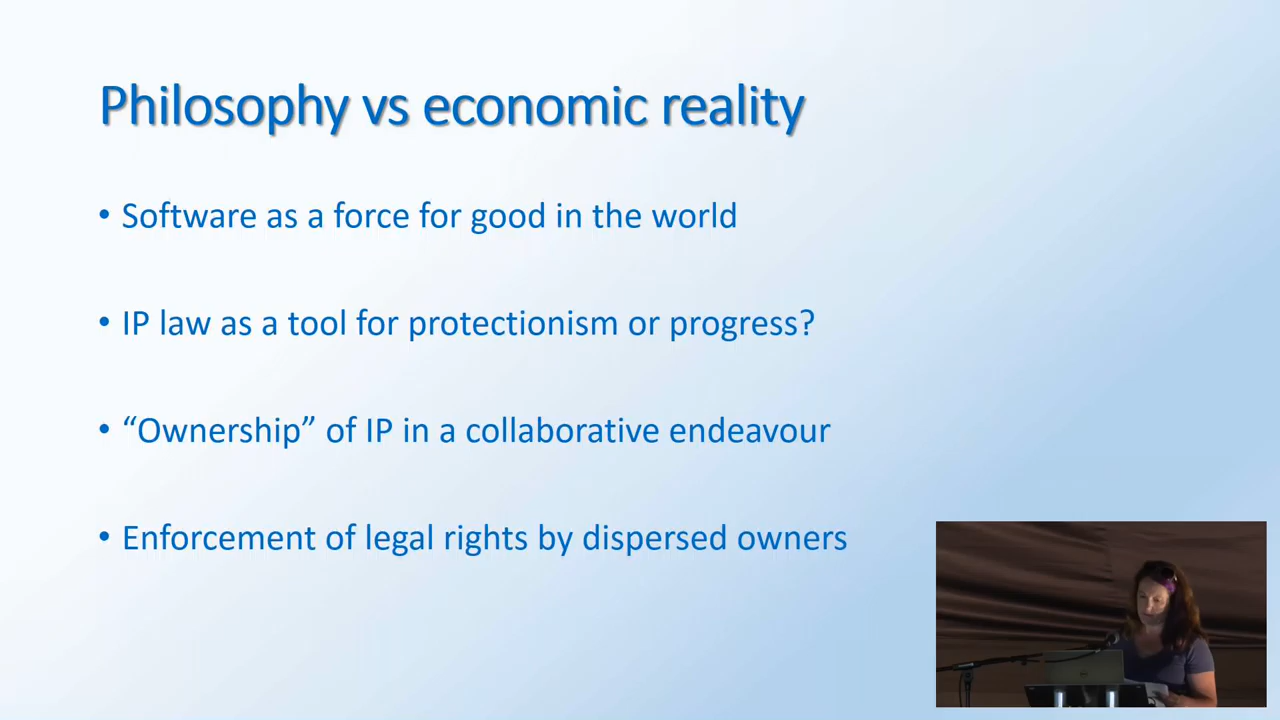 Philosophy vs economic reality
• Software as a force for good in the world
• IP law as a tool for protectionism or progress?
• “Ownership” of IP in a collaborative endeavour
• Enforcement of legal rights by dispersed owners